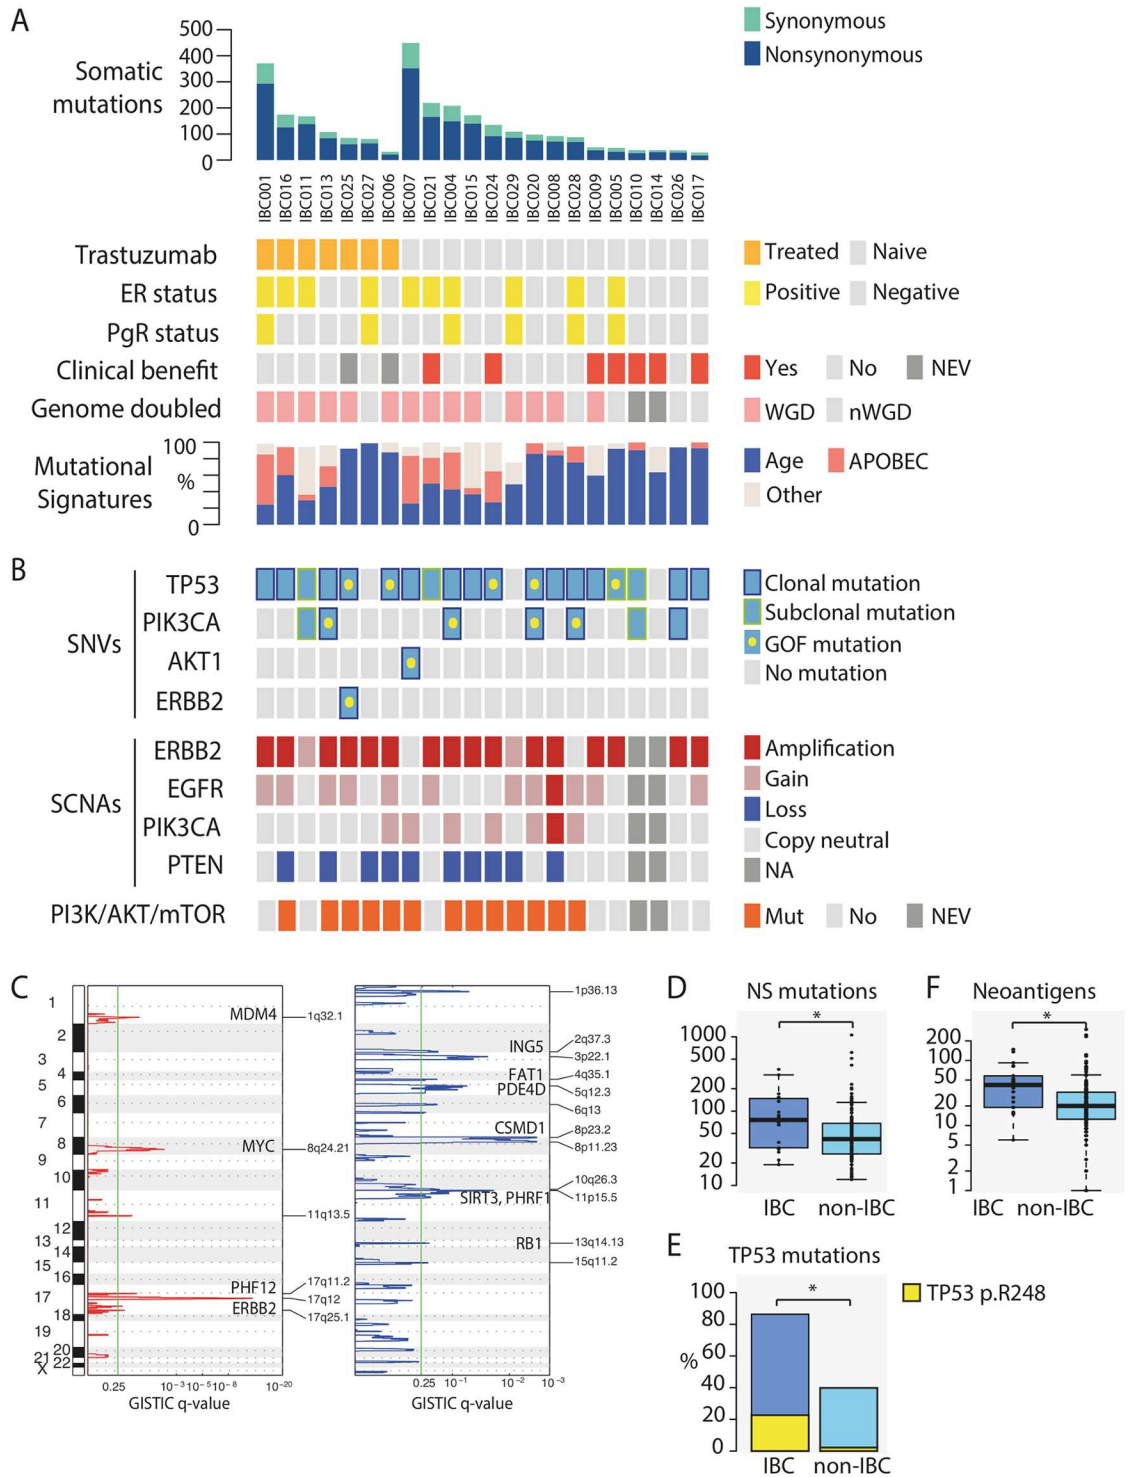 A
500
400
300
200
100
0
Somatic
mutations
Synonymous
Nonsynonymous
IBC001
IBC016
IBC011
IBC013
IBC025
IBC027
IBC006
IBC007
IBC021
IBC004
IBC015
IBC024
IBC029
IBC020
IBC008
IBC028
IBC009
IBC005
IBC010
IBC014
IBC026
IBC017
Trastuzumab
Treated Naive
ER status
Positive Negative
PgR status
Clinical benefit
Yes No NEV
Genome doubled
WGD nWGD
Mutational
Signatures
100
%
0
Age APOBEC
Other
B
SNVs
TP53
PIK3CA
AKT1
ERBB2
Clonal mutation
Subclonal mutation
GOF mutation
No mutation
SCNAs
ERBB2
EGFR
PIK3CA
PTEN
Amplification
Gain
Loss
Copy neutral
NA
PI3K/AKT/mTOR
Mut No NEV
C
1
2
3
4
5
6
7
8
9
10
11
12
13
14
15
16
17
18
19
20
21 22
X
MDM4
1q32.1
MYC
8q24.21
11q13.5
PHF12
17q11.2
17q12
ERBB2
17q25.1
0.25 10-3 10-5 10-8 10-20
GISTIC q-value
1p36.13
ING5
2q37.3
3p22.1
FAT1
4q35.1
PDE4D
5q12.3
6q13
CSMD1
8p23.2
8p11.23
10q26.3
SIRT3, PHRF1
11p15.5
RB1
13q14.13
15q11.2
0.25 10-1 10-2 10-3
GISTIC q-value
D
NS mutations
*
1000
500
200
100
50
20
10
IBC non-IBC
F
Neoantigens
*
200
100
50
20
10
5
2
1
IBC non-IBC
E
TP53 mutations
*
100
80
60
%
40
20
0
IBC non-IBC
TP53 p.R248